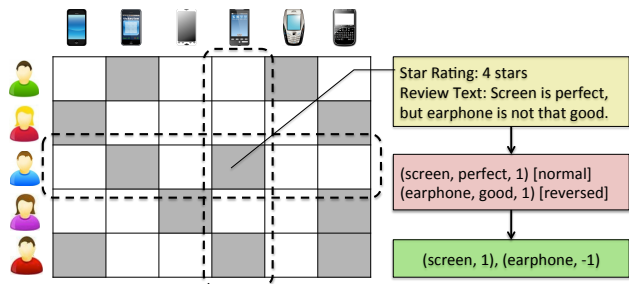 Star Rating: 4 stars
Review Text: Screen is perfect,
but earphone is not that good.
(screen, perfect, 1) [normal]
(earphone, good, 1) [reversed]
(screen, 1), (earphone, -1)